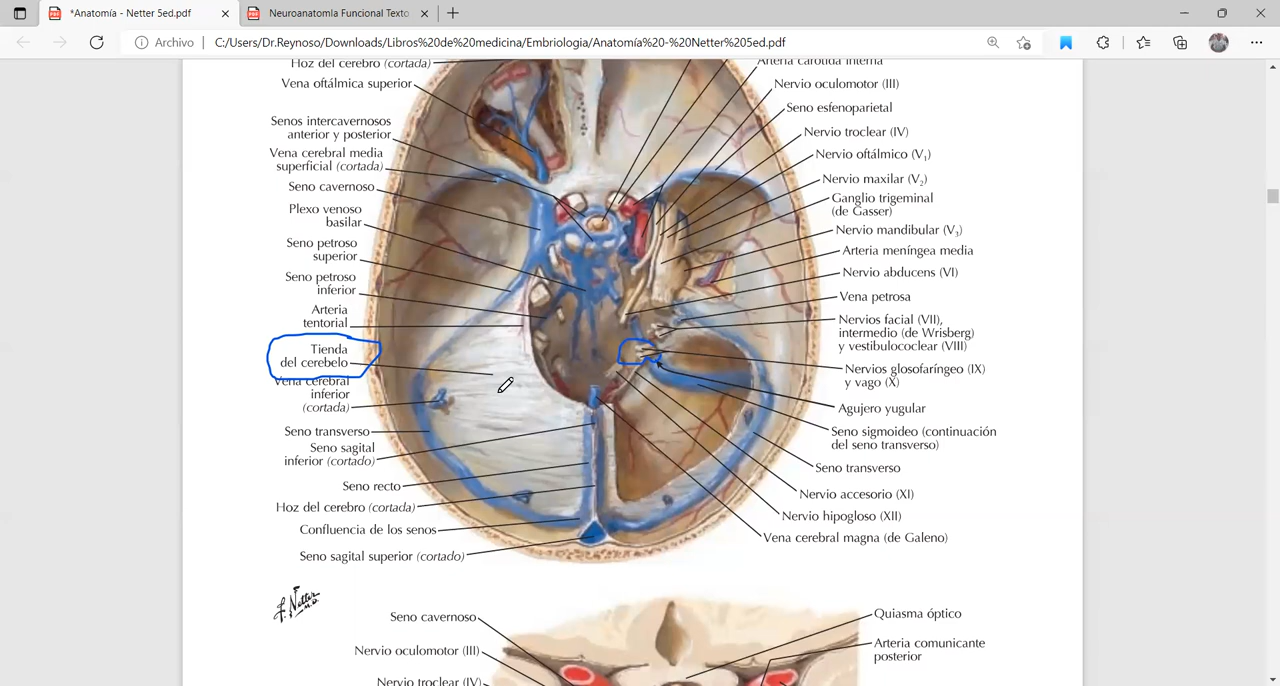 *Anatomía - Netter 5ed.pdf
Neuroanatomla Funcional Texto
Archivo
C:/Users/Dr.Reynoso/Downloads/Libros%20de%20medicina/Embriologia/Anatomía%20-%20Netter%205ed.pdf
Hoz del cerebro (cortada)
Vena oftálmica superior
Senos intercavernosos
anterior y posterior
Vena cerebral media
superficial (cortada)
Seno cavernoso
Plexo venoso
basilar
Seno petroso
superior
Seno petroso
inferior
Arteria
tentorial
Tienda
del cerebelo
Vena cerebral
inferior
(cortada)
Seno transverso
Seno sagital
inferior (cortado)
Seno recto
Hoz del cerebro (cortada)
Confluencia de los senos
Seno sagital superior (cortado)
Arteria carótida interna
Nervio oculomotor (III)
Seno esfenoparietal
Nervio troclear (IV)
Nervio oftálmico (V₁)
Nervio maxilar (V₂)
Ganglio trigeminal
(de Gasser)
Nervio mandibular (V₃)
Arteria meníngea media
Nervio abducens (VI)
Vena petrosa
Nervios facial (VII),
intermedio (de Wrisberg)
y vestibulococlear (VIII)
Nervios glosofaríngeo (IX)
y vago (X)
Agujero yugular
Seno sigmoideo (continuación
del seno transverso)
Seno transverso
Nervio accesorio (XI)
Nervio hipogloso (XII)
Vena cerebral magna (de Galeno)
F. Netter
M.D.
Seno cavernoso
Nervio oculomotor (III)
Nervio troclear (IV)
Quiasma óptico
Arteria comunicante
posterior